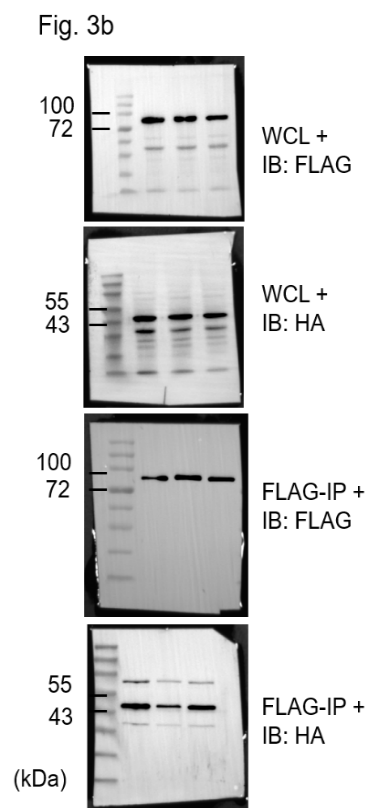 Fig. 3b
100
72
WCL +
IB: FLAG
55
43
WCL +
IB: HA
100
72
FLAG-IP +
IB: FLAG
55
43
FLAG-IP +
IB: HA
(kDa)